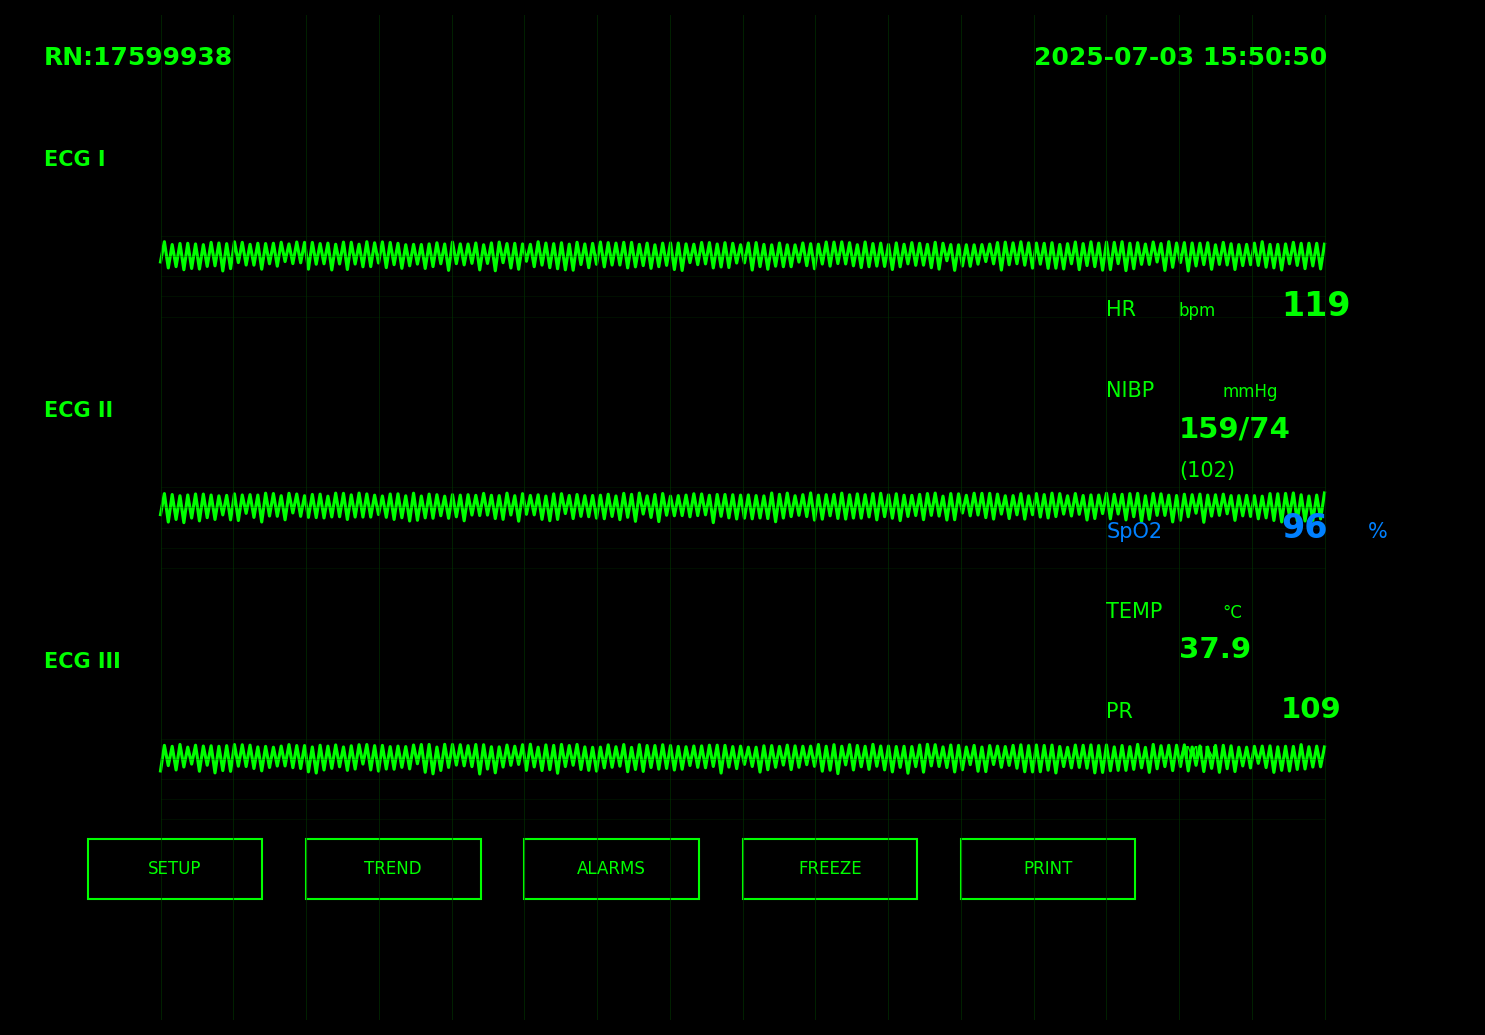 RN:17599938
2025-07-03 15:50:50
ECG I
HR bpm 119
NIBP mmHg
ECG II
159/74
(102)
SpO2 96 %
TEMP °C
37.9
ECG III
PR 109
SETUP TREND ALARMS FREEZE PRINT